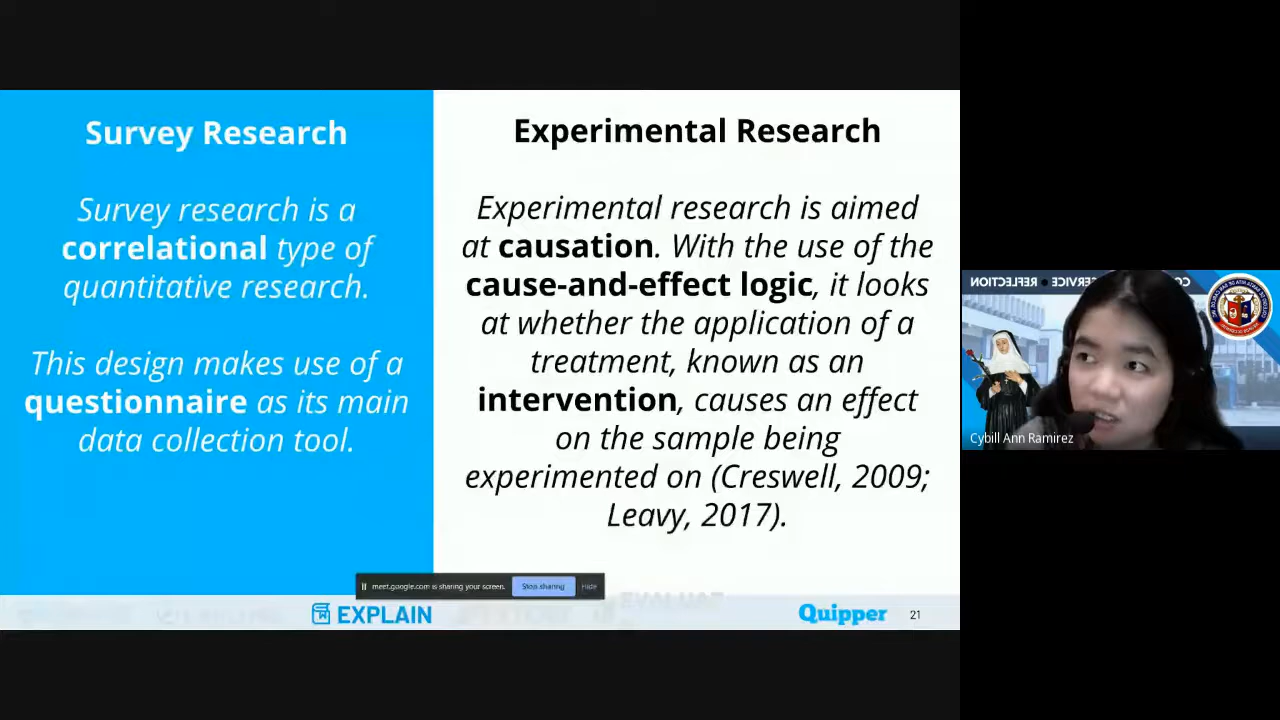 Survey Research
Survey research is a
correlational type of
quantitative research.
This design makes use of a
questionnaire as its main
data collection tool.
Experimental Research
Experimental research is aimed
at causation. With the use of the
cause-and-effect logic, it looks
at whether the application of a
treatment, known as an
intervention, causes an effect
on the sample being
experimented on (Creswell, 2009;
Leavy, 2017).
meet.google.com is sharing your screen.
Stop sharing
Hide
EXPLAIN
EVALUATE
Quipper
21
SERVICE
REFLECTION
Cybill Ann Ramirez